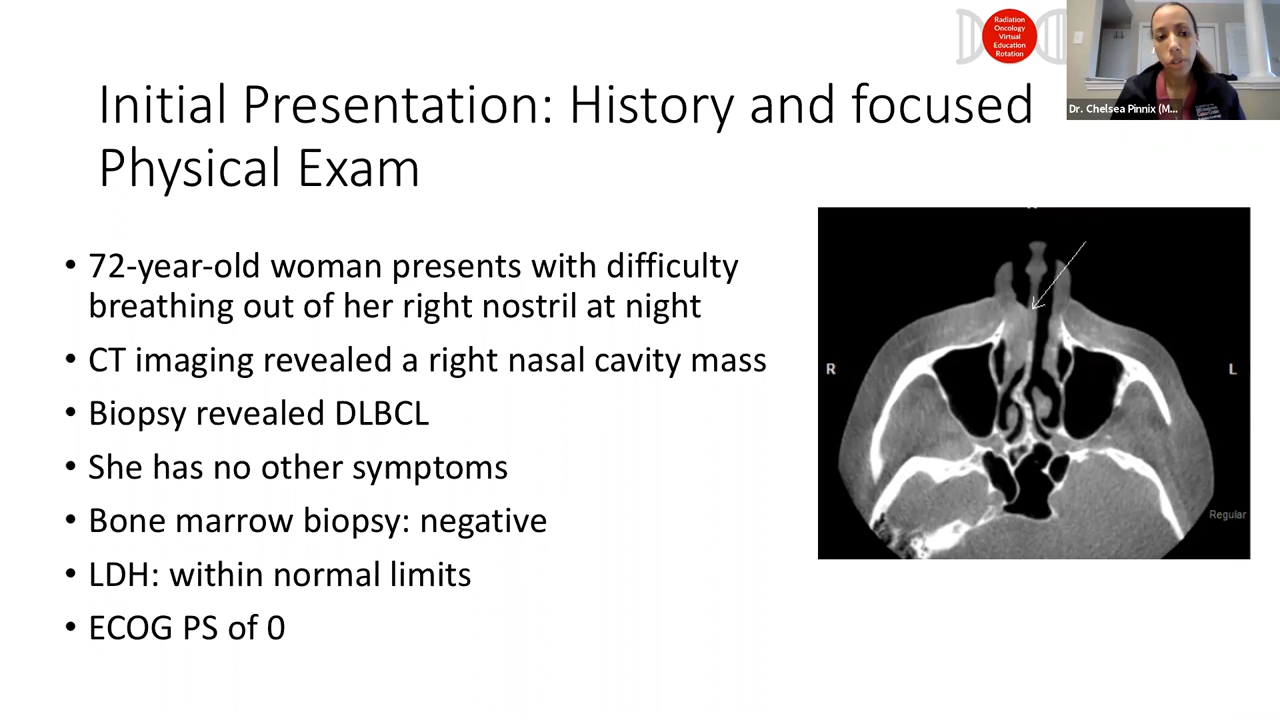 Radiation
Oncology
Virtual
Education
Rotation
Dr. Chelsea Pinnix (M...
Initial Presentation: History and focused
Physical Exam
• 72-year-old woman presents with difficulty
breathing out of her right nostril at night
• CT imaging revealed a right nasal cavity mass
• Biopsy revealed DLBCL
• She has no other symptoms
• Bone marrow biopsy: negative
• LDH: within normal limits
• ECOG PS of 0
R
L
Regular